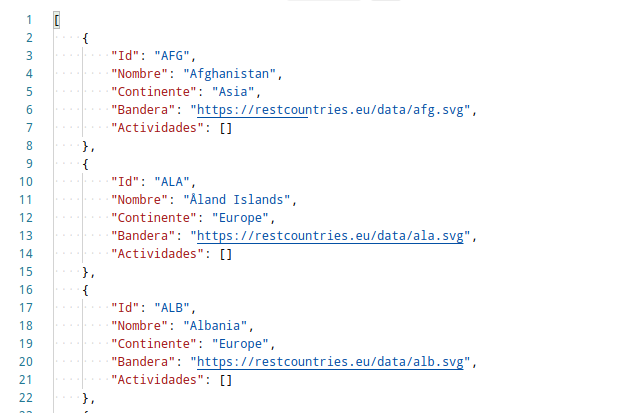 1 [
2 {
3 "Id": "AFG",
4 "Nombre": "Afghanistan",
5 "Continente": "Asia",
6 "Bandera": "https://restcountries.eu/data/afg.svg",
7 "Actividades": []
8 },
9 {
10 "Id": "ALA",
11 "Nombre": "Åland Islands",
12 "Continente": "Europe",
13 "Bandera": "https://restcountries.eu/data/ala.svg",
14 "Actividades": []
15 },
16 {
17 "Id": "ALB",
18 "Nombre": "Albania",
19 "Continente": "Europe",
20 "Bandera": "https://restcountries.eu/data/alb.svg",
21 "Actividades": []
22 },